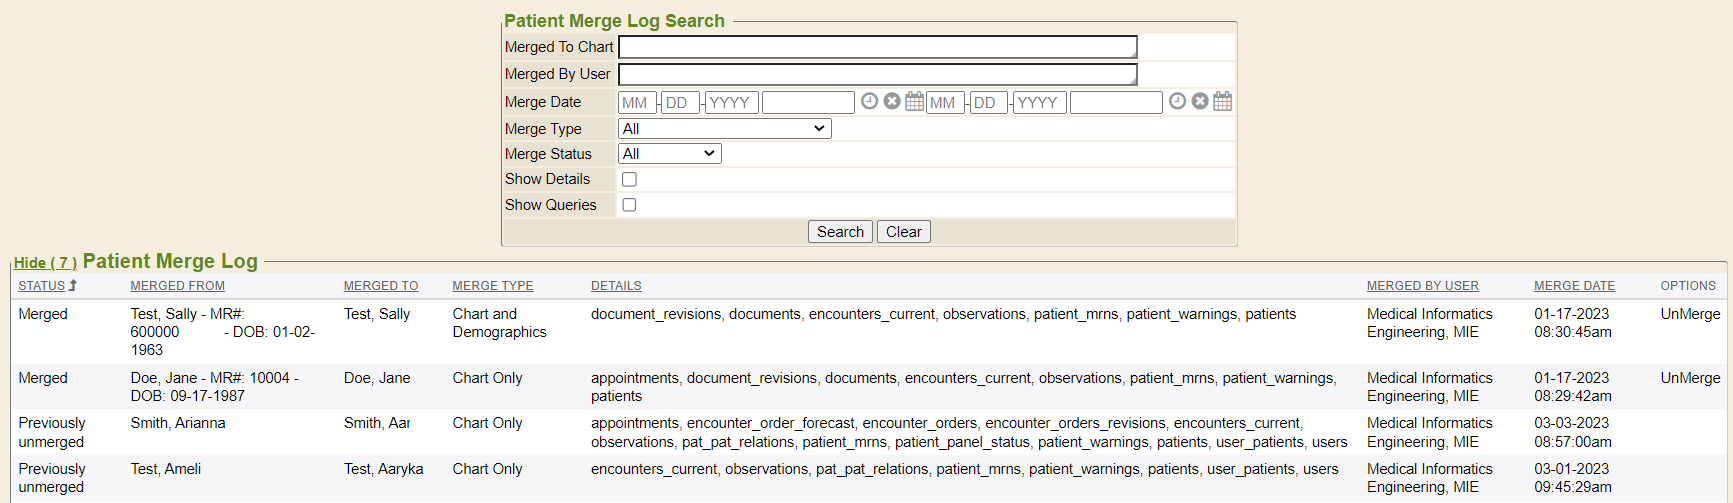 Patient Merge Log Search
Merged To Chart
Merged By User
Merge Date MM - DD - YYYY MM - DD - YYYY
Merge Type All
Merge Status All
Show Details
Show Queries
Search Clear
Hide ( 7 ) Patient Merge Log
STATUS MERGED FROM MERGED TO MERGE TYPE DETAILS MERGED BY USER MERGE DATE OPTIONS
Merged Test, Sally - MR#: Test, Sally Chart and document_revisions, documents, encounters_current, observations, patient_mrns, patient_warnings, patients Medical Informatics 01-17-2023 UnMerge
600000 - DOB: 01-02- Demographics Engineering, MIE 08:30:45am
1963
Merged Doe, Jane - MR#: 10004 - Doe, Jane Chart Only appointments, document_revisions, documents, encounters_current, observations, patient_mrns, patient_warnings, Medical Informatics 01-17-2023 UnMerge
DOB: 09-17-1987 patients Engineering, MIE 08:29:42am
Previously Smith, Arianna Smith, Aar Chart Only appointments, encounter_order_forecast, encounter_orders, encounter_orders_revisions, encounters_current, Medical Informatics 03-03-2023
unmerged observations, pat_pat_relations, patient_mrns, patient_panel_status, patient_warnings, patients, user_patients, users Engineering, MIE 08:57:00am
Previously Test, Ameli Test, Aaryka Chart Only encounters_current, observations, pat_pat_relations, patient_mrns, patient_warnings, patients, user_patients, users Medical Informatics 03-01-2023
unmerged Engineering, MIE 09:45:29am